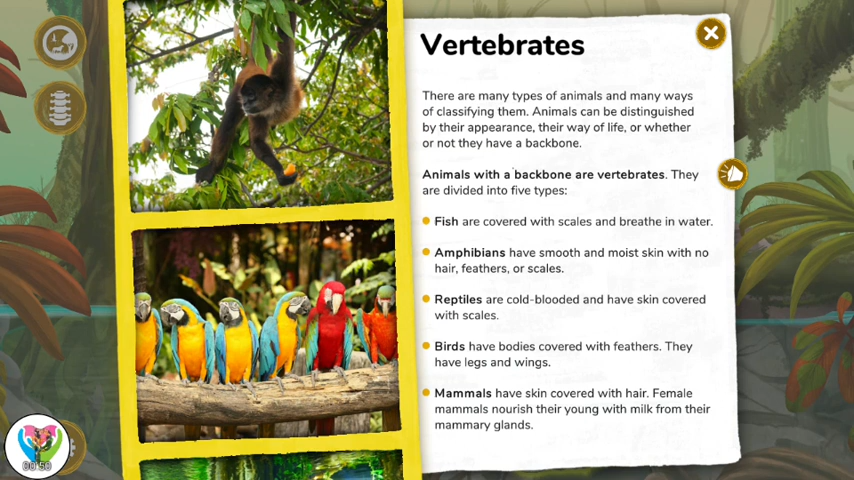 Vertebrates
There are many types of animals and many ways
of classifying them. Animals can be distinguished
by their appearance, their way of life, or whether
or not they have a backbone.
Animals with a backbone are vertebrates. They
are divided into five types:
Fish are covered with scales and breathe in water.
Amphibians have smooth and moist skin with no
hair, feathers, or scales.
Reptiles are cold-blooded and have skin covered
with scales.
Birds have bodies covered with feathers. They
have legs and wings.
Mammals have skin covered with hair. Female
mammals nourish their young with milk from their
mammary glands.
00:50